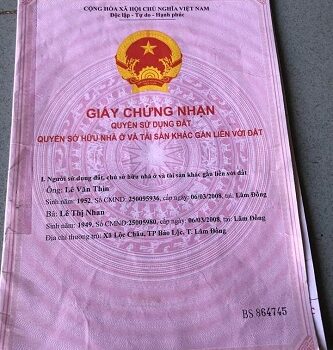 CỘNG HÒA XÃ HỘI CHỦ NGHĨA VIỆT NAM
Độc lập - Tự do - Hạnh phúc
GIẤY CHỨNG NHẬN
QUYỀN SỬ DỤNG ĐẤT
QUYỀN SỞ HỮU NHÀ Ở VÀ TÀI SẢN KHÁC GẮN LIỀN VỚI ĐẤT
I. Người sử dụng đất, chủ sở hữu nhà ở và tài sản khác gắn liền với đất
Ông: Lê Văn Thìn
Sinh năm: 1952, Số CMND: 250095936, cấp ngày: 06/03/2008, tại: Lâm Đồng
Bà: Lê Thị Nhan
Sinh năm: 1949, Số CMND: 250095980, cấp ngày: 06/03/2008, tại: Lâm Đồng
Địa chỉ thường trú: Xã Lộc Châu, TP Bảo Lộc, T. Lâm Đồng
BS 864745